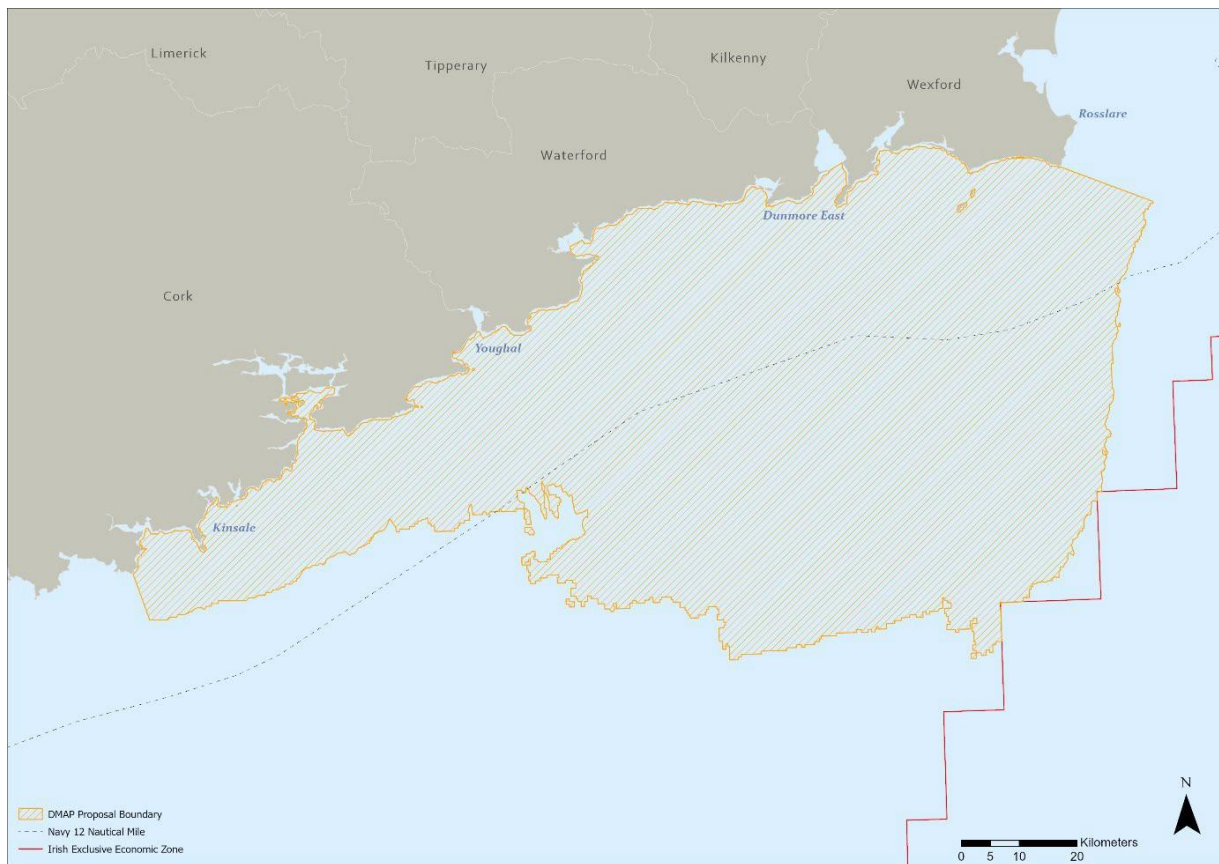 Limerick
Tipperary
Kilkenny
Wexford
Rosslare
Waterford
Dunmore East
Cork
Youghal
Kinsale
DMAP Proposal Boundary
Navy 12 Nautical Mile
Irish Exclusive Economic Zone
N
Kilometers
0 5 10 20